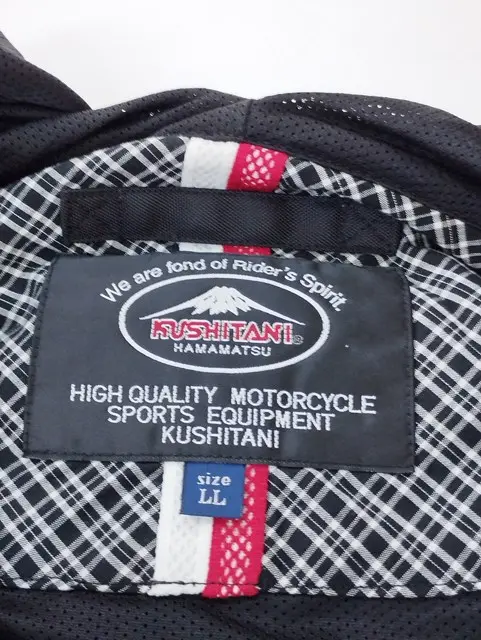 We are fond of Rider's Spirit.
KUSHITANI®
HAMAMATSU
HIGH QUALITY MOTORCYCLE
SPORTS EQUIPMENT
KUSHITANI
size
LL